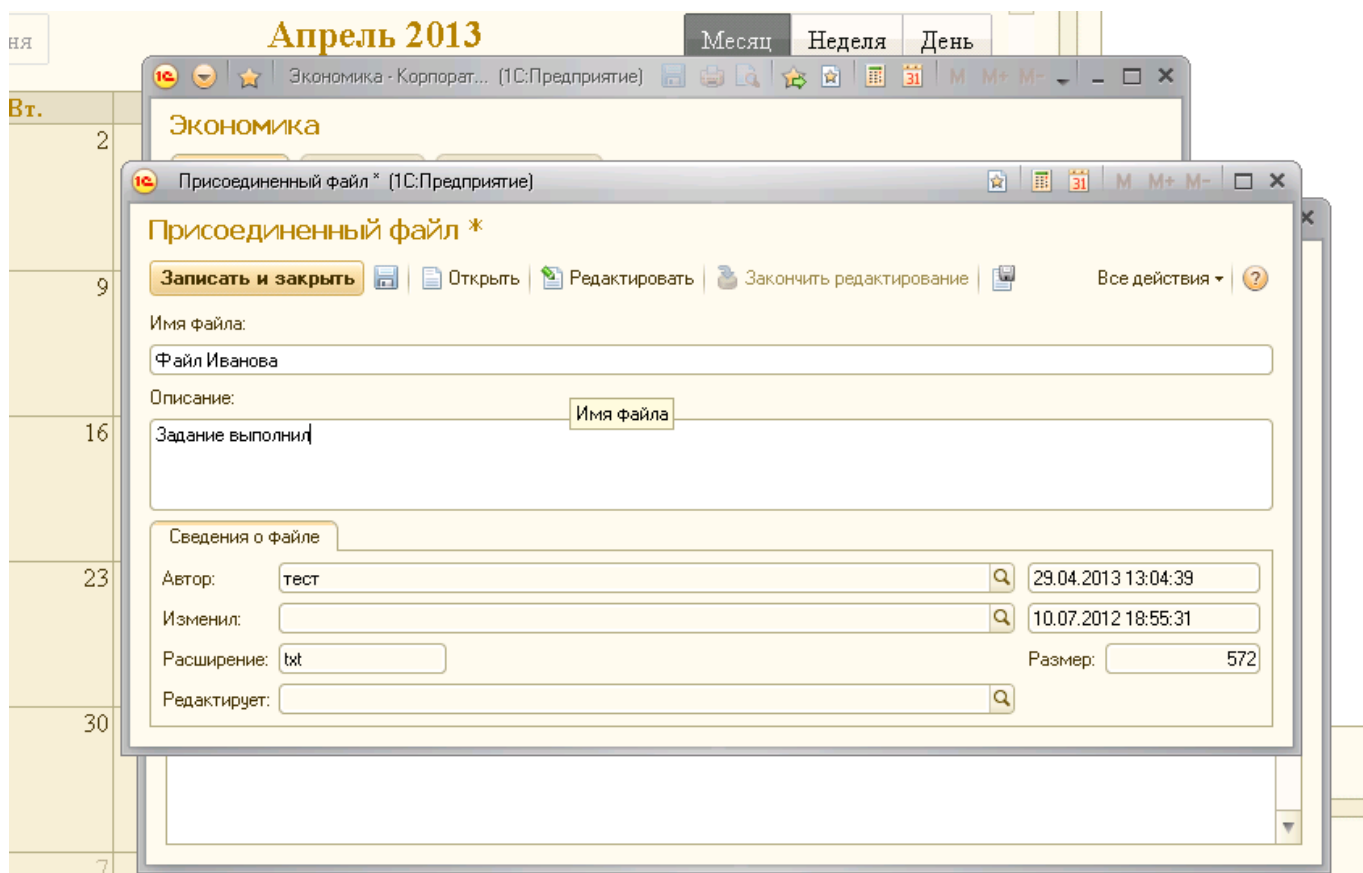 ня
Апрель 2013
Месяц Неделя День
Экономика - Корпорат... (1С:Предприятие)
M M+ M-
Вт.
Экономика
2
Присоединенный файл * (1С:Предприятие)
M M+ M-
Присоединенный файл *
Записать и закрыть Открыть Редактировать Закончить редактирование Все действия
9
Имя файла:
Файл Иванова
Описание:
Имя файла
16
Задание выполнил
Сведения о файле
23
Автор: тест 29.04.2013 13:04:39
Изменил: 10.07.2012 18:55:31
Расширение: txt Размер: 572
Редактирует:
30
7